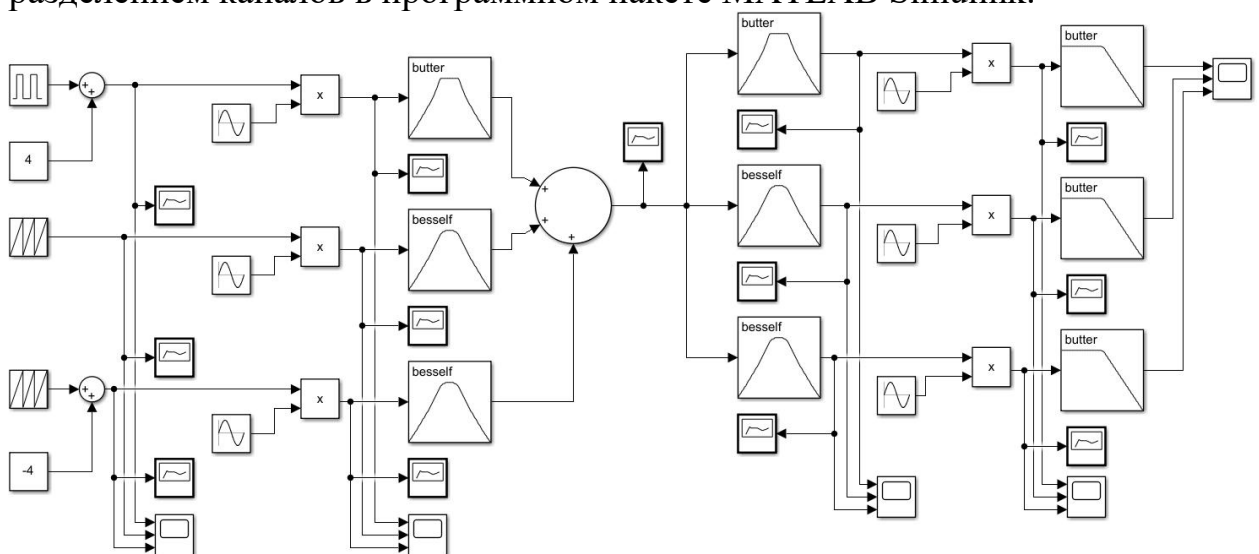 разделением каналов в программном пакете MATLAB Simulink.
butter
butter
butter
x
x
4
besself
besself
butter
x
x
besself
besself
butter
x
x
-4